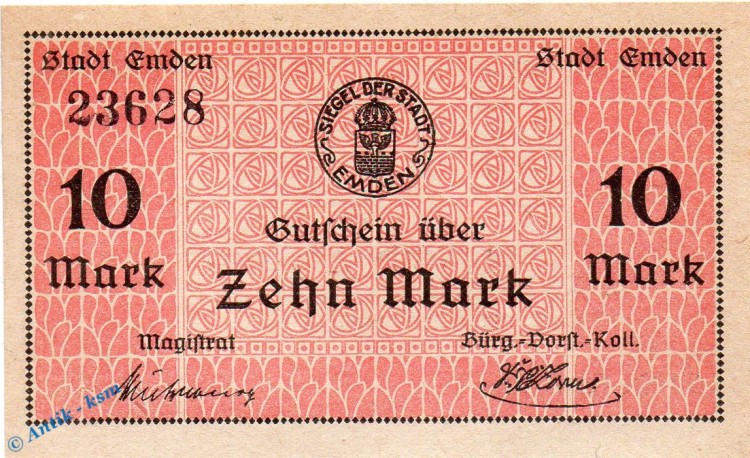 Stadt Emden
Stadt Emden
23628
SIEGEL DER STADT
EMDEN
10
Mark
10
Mark
Gutschein über
Zehn Mark
Magistrat
Bürg.-Vorst.-Koll.
© Antik - ksm